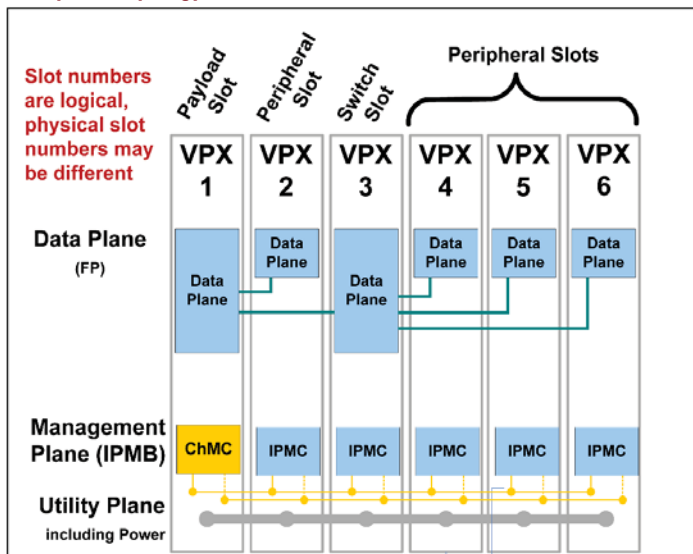 Slot numbers
are logical,
physical slot
numbers may
be different
Payload
Slot
Peripheral
Slot
Switch
Slot
Peripheral Slots
VPX
1
VPX
2
VPX
3
VPX
4
VPX
5
VPX
6
Data Plane
(FP)
Data
Plane
Data
Plane
Data
Plane
Data
Plane
Data
Plane
Data
Plane
Management
Plane (IPMB)
ChMC
IPMC
IPMC
IPMC
IPMC
IPMC
Utility Plane
including Power